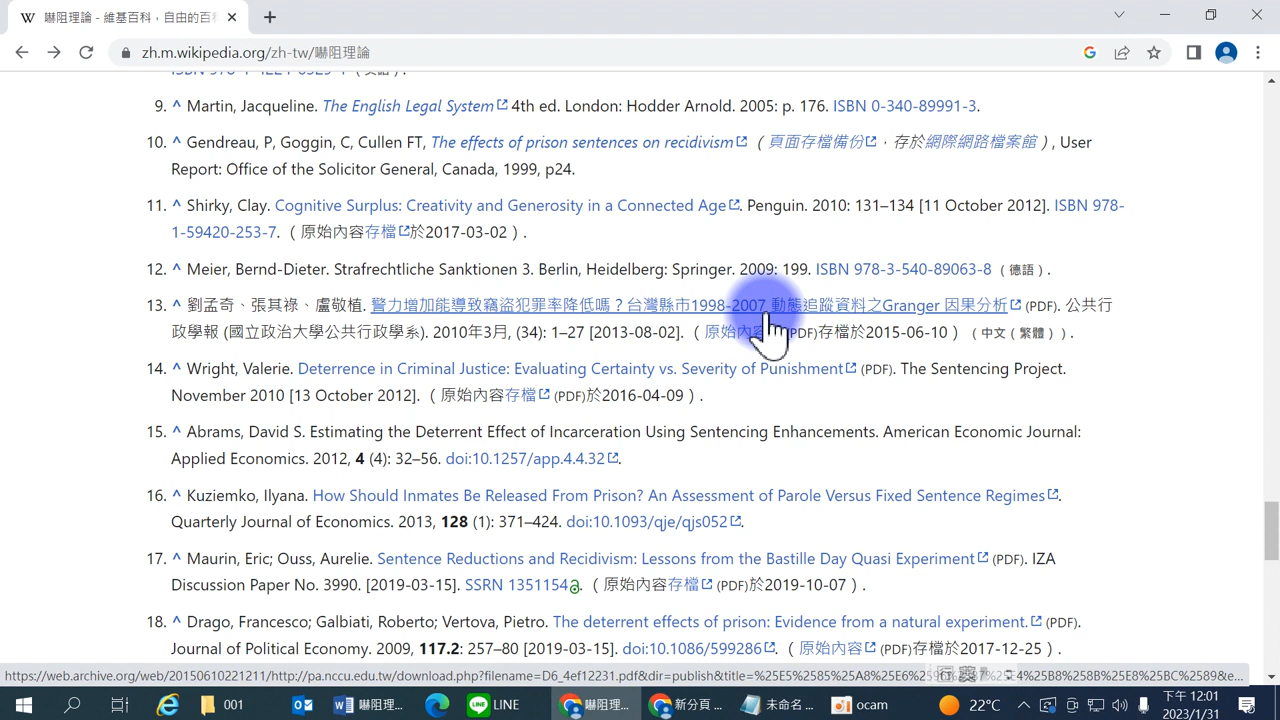 W 嚇阻理論 - 維基百科，自由的百科
zh.m.wikipedia.org/zh-tw/嚇阻理論
9. ^ Martin, Jacqueline. The English Legal System 4th ed. London: Hodder Arnold. 2005: p. 176. ISBN 0-340-89991-3.
10. ^ Gendreau, P, Goggin, C, Cullen FT, The effects of prison sentences on recidivism （頁面存檔備份，存於網際網路檔案館）, User
Report: Office of the Solicitor General, Canada, 1999, p24.
11. ^ Shirky, Clay. Cognitive Surplus: Creativity and Generosity in a Connected Age. Penguin. 2010: 131–134 [11 October 2012]. ISBN 978-
1-59420-253-7. （原始內容存檔於2017-03-02）.
12. ^ Meier, Bernd-Dieter. Strafrechtliche Sanktionen 3. Berlin, Heidelberg: Springer. 2009: 199. ISBN 978-3-540-89063-8 （德語）.
13. ^ 劉孟奇、張其祿、盧敬植. 警力增加能導致竊盜犯罪率降低嗎？台灣縣市1998-2007 動態追蹤資料之Granger 因果分析 (PDF). 公共行
政學報 (國立政治大學公共行政學系). 2010年3月, (34): 1–27 [2013-08-02]. （原始內容 (PDF)存檔於2015-06-10） （中文（繁體））.
14. ^ Wright, Valerie. Deterrence in Criminal Justice: Evaluating Certainty vs. Severity of Punishment (PDF). The Sentencing Project.
November 2010 [13 October 2012]. （原始內容存檔 (PDF)於2016-04-09）.
15. ^ Abrams, David S. Estimating the Deterrent Effect of Incarceration Using Sentencing Enhancements. American Economic Journal:
Applied Economics. 2012, 4 (4): 32–56. doi:10.1257/app.4.4.32.
16. ^ Kuziemko, Ilyana. How Should Inmates Be Released From Prison? An Assessment of Parole Versus Fixed Sentence Regimes.
Quarterly Journal of Economics. 2013, 128 (1): 371–424. doi:10.1093/qje/qjs052.
17. ^ Maurin, Eric; Ouss, Aurelie. Sentence Reductions and Recidivism: Lessons from the Bastille Day Quasi Experiment (PDF). IZA
Discussion Paper No. 3990. [2019-03-15]. SSRN 1351154. （原始內容存檔 (PDF)於2019-10-07）.
18. ^ Drago, Francesco; Galbiati, Roberto; Vertova, Pietro. The deterrent effects of prison: Evidence from a natural experiment. (PDF).
Journal of Political Economy. 2009, 117.2: 257–80 [2019-03-15]. doi:10.1086/599286. （原始內容 (PDF)存檔於2017-12-25）.
001 嚇阻理... LINE 嚇阻理... 新分頁 ... 未命名 ... ocam 22°C 下午 12:01
2023/1/31